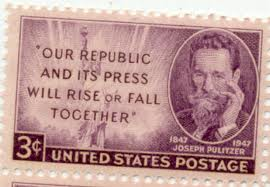 "OUR REPUBLIC
AND ITS PRESS
WILL RISE OR FALL
TOGETHER"
1847 1947
JOSEPH PULITZER
3¢
UNITED STATES POSTAGE